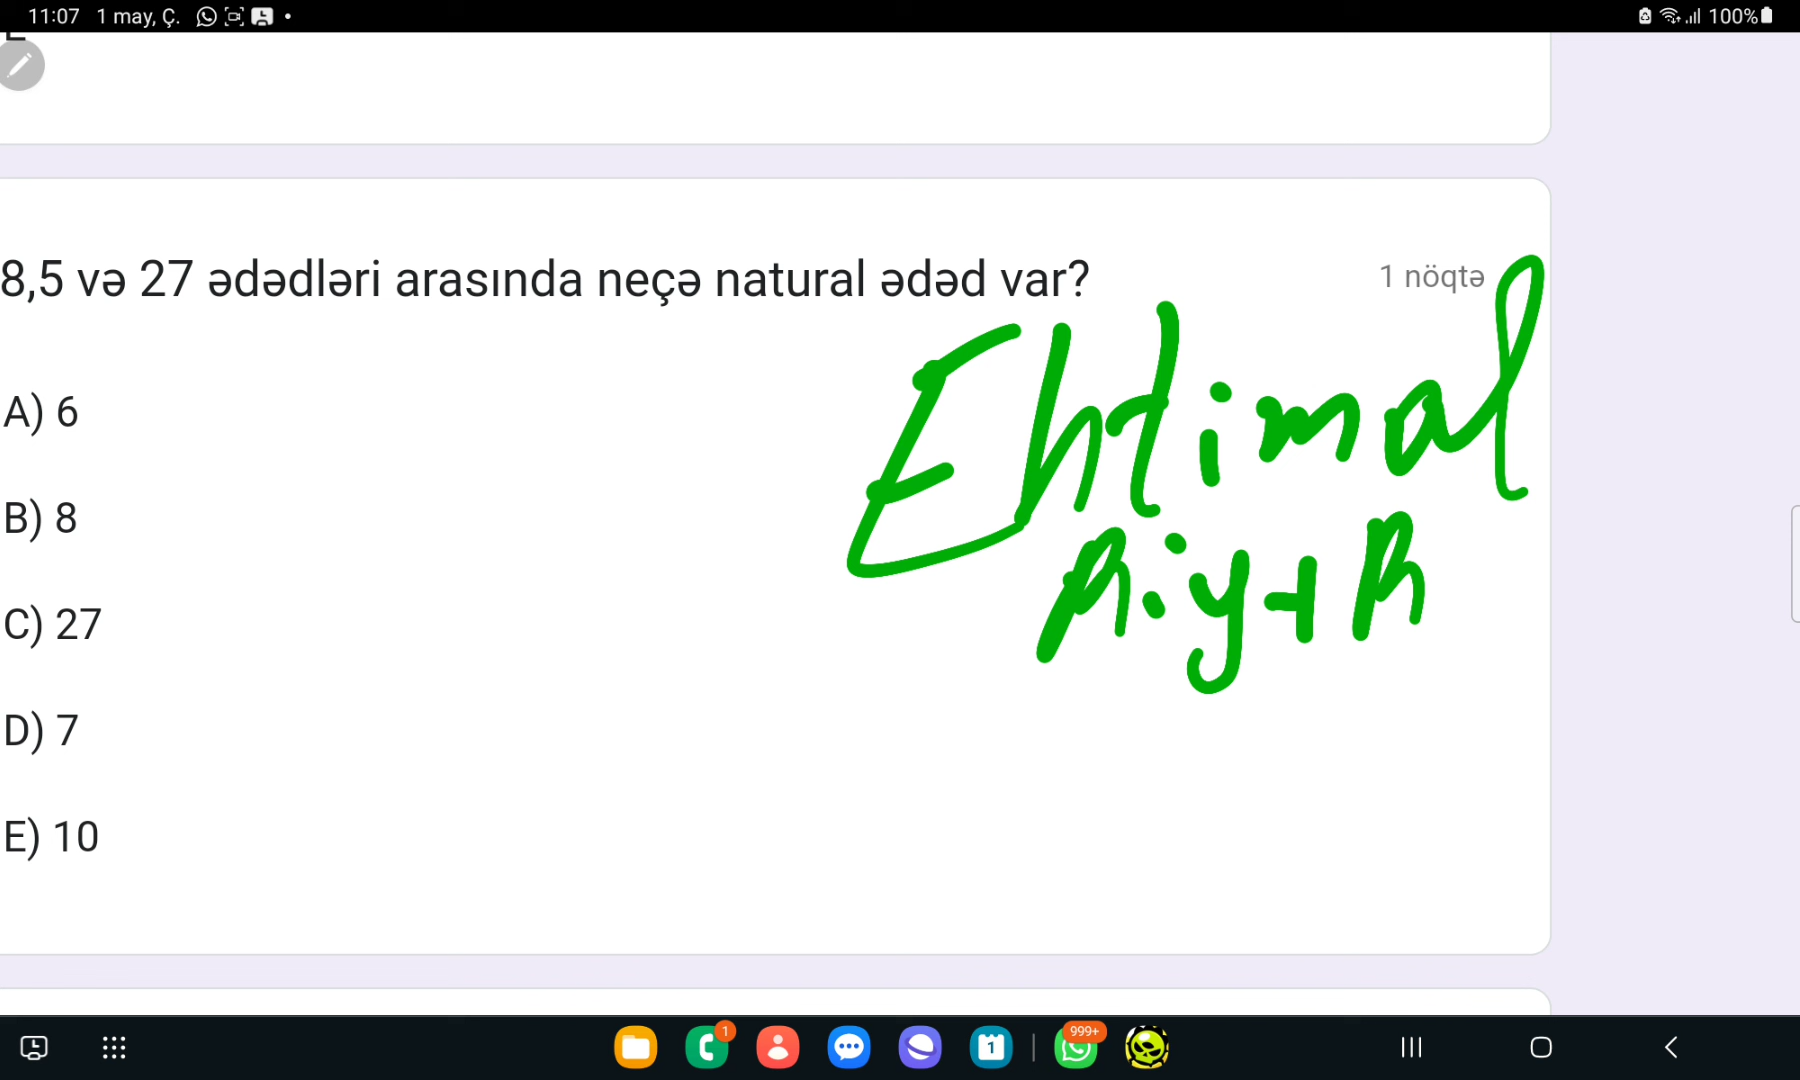 11:07 1 may, Ç. 100%
8,5 və 27 ədədləri arasında neçə natural ədəd var?
1 nöqtə
Ehtimal
A) 6
B) 8
C) 27
D) 7
E) 10
1
1
999+